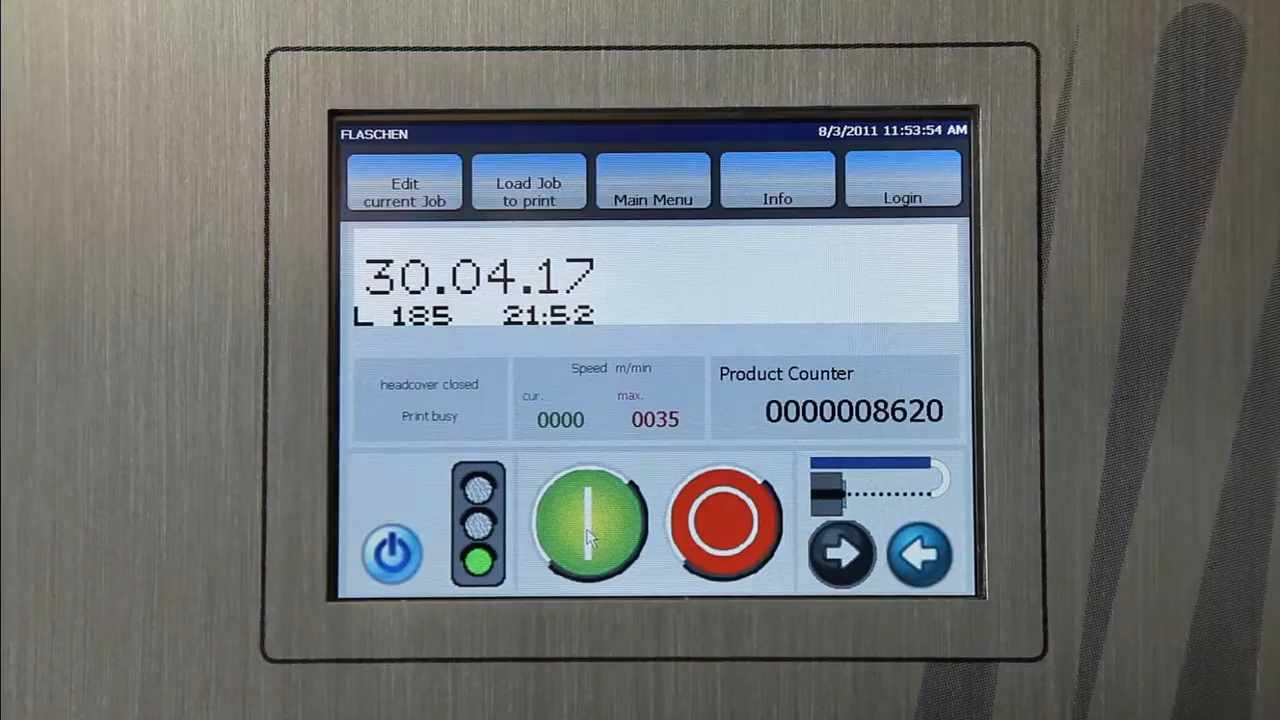 FLASCHEN 8/3/2011 11:53:54 AM
Edit current Job
Load Job to print
Main Menu
Info
Login
30.04.17
L 185 21:52
headcover closed
Print busy
Speed m/min
cur. max.
0000 0035
Product Counter
0000008620